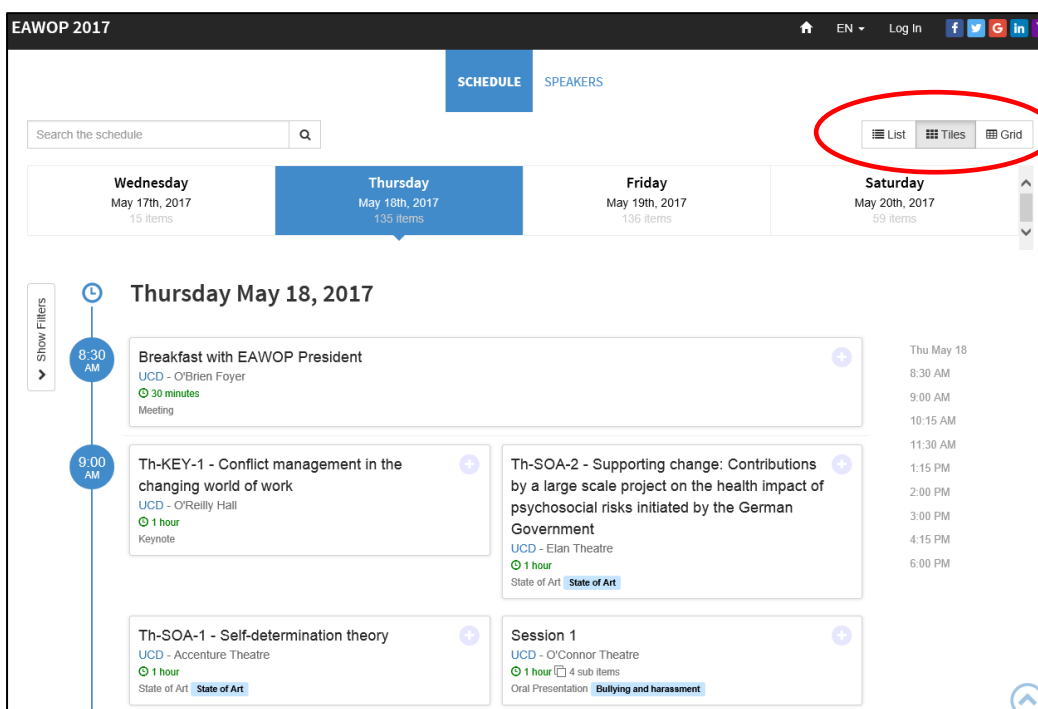 EAWOP 2017
EN
Log In
SCHEDULE
SPEAKERS
Search the schedule
List
Tiles
Grid
Wednesday
May 17th, 2017
15 items
Thursday
May 18th, 2017
135 items
Friday
May 19th, 2017
136 items
Saturday
May 20th, 2017
59 items
Show Filters
Thursday May 18, 2017
8:30
AM
Breakfast with EAWOP President
UCD - O'Brien Foyer
30 minutes
Meeting
9:00
AM
Th-KEY-1 - Conflict management in the
changing world of work
UCD - O'Reilly Hall
1 hour
Keynote
Th-SOA-2 - Supporting change: Contributions
by a large scale project on the health impact of
psychosocial risks initiated by the German
Government
UCD - Elan Theatre
1 hour
State of Art State of Art
Th-SOA-1 - Self-determination theory
UCD - Accenture Theatre
1 hour
State of Art State of Art
Session 1
UCD - O'Connor Theatre
1 hour 4 sub items
Oral Presentation Bullying and harassment
Thu May 18
8:30 AM
9:00 AM
10:15 AM
11:30 AM
1:15 PM
2:00 PM
3:00 PM
4:15 PM
6:00 PM